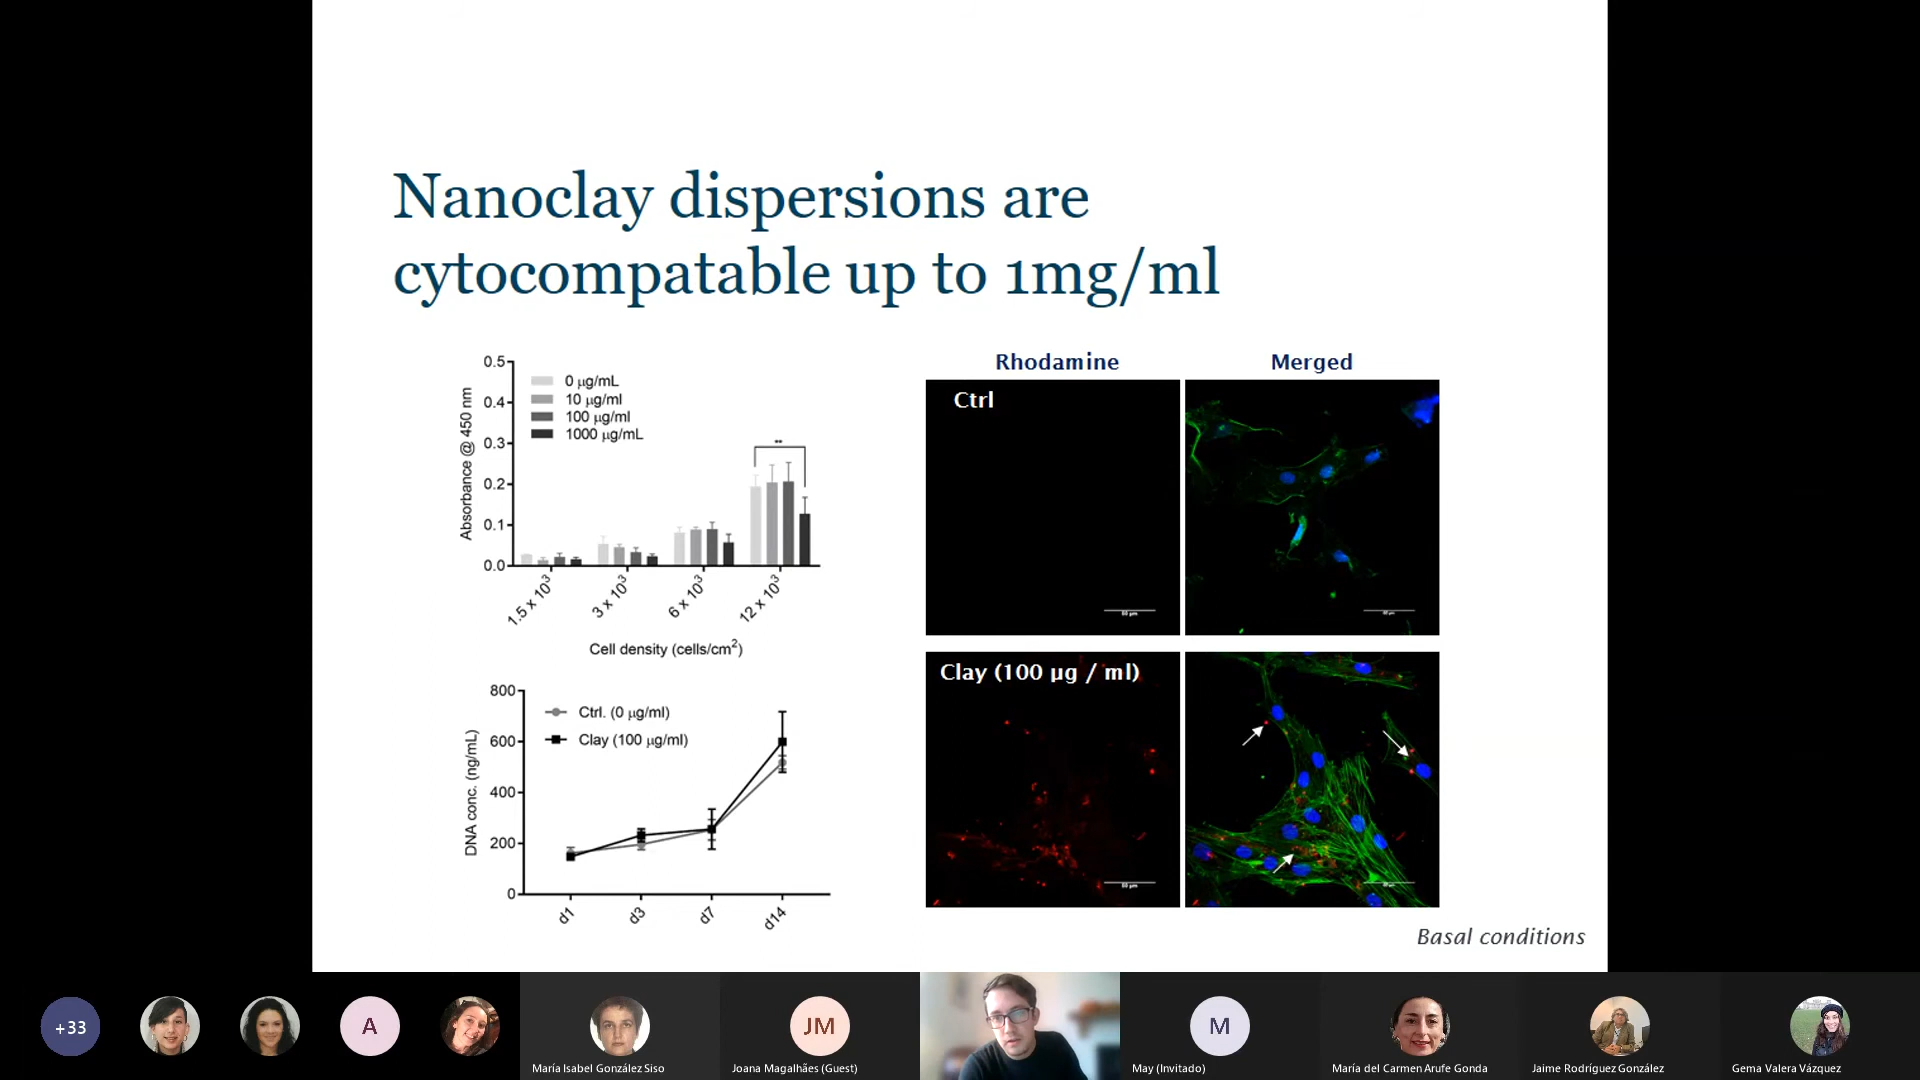 Nanoclay dispersions are
cytocompatable up to 1mg/ml
0.5
0.4
0.3
0.2
0.1
0.0
Absorbance @ 450 nm
0 μg/mL
10 μg/ml
100 μg/ml
1000 μg/mL
**
1.5 x 10³
3 x 10³
6 x 10³
12 x 10³
Cell density (cells/cm²)
800
600
400
200
0
DNA conc. (ng/mL)
Ctrl. (0 μg/ml)
Clay (100 μg/ml)
d1
d3
d7
d14
Rhodamine
Merged
Ctrl
50 μm
Clay (100 μg / ml)
50 μm
Basal conditions
+33
A
JM
M
María Isabel González Siso
Joana Magalhães (Guest)
May (Invitado)
María del Carmen Arufe Gonda
Jaime Rodríguez González
Gema Valera Vázquez